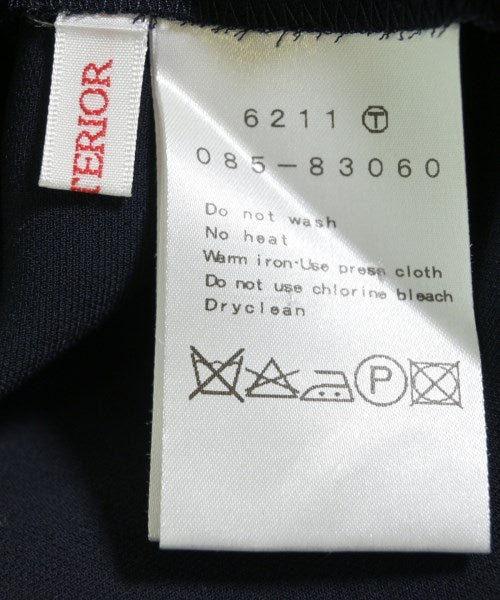 TERIOR
6211 Ⓣ
085-83060
Do not wash
No heat
Warm iron·Use press cloth
Do not use chlorine bleach
Dryclean
P